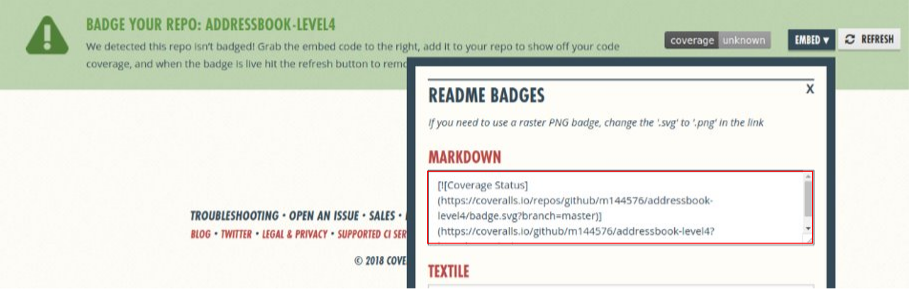 BADGE YOUR REPO: ADDRESSBOOK-LEVEL4
We detected this repo isn't badged! Grab the embed code to the right, add it to your repo to show off your code
coverage, and when the badge is live hit the refresh button to remo
coverage unknown
EMBED ▾
REFRESH
README BADGES
X
If you need to use a raster PNG badge, change the '.svg' to '.png' in the link
MARKDOWN
[![Coverage Status]
(https://coveralls.io/repos/github/m144576/addressbook-
level4/badge.svg?branch=master)]
(https://coveralls.io/github/m144576/addressbook-level4?
TEXTILE
TROUBLESHOOTING • OPEN AN ISSUE • SALES •
BLOG • TWITTER • LEGAL & PRIVACY • SUPPORTED CI SER
© 2018 COVE